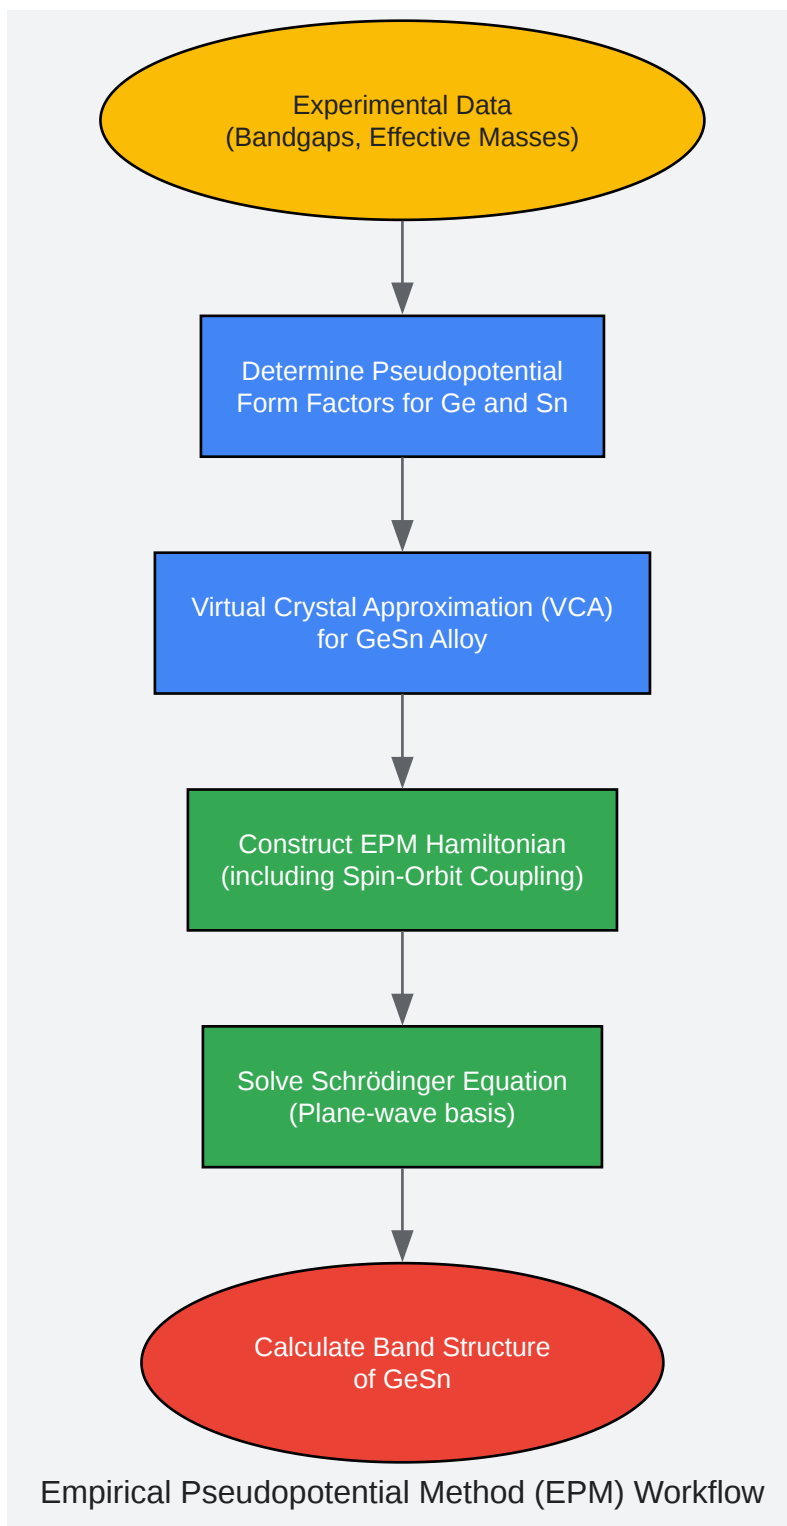 Experimental Data
(Bandgaps, Effective Masses)
Determine Pseudopotential
Form Factors for Ge and Sn
Virtual Crystal Approximation (VCA)
for GeSn Alloy
Construct EPM Hamiltonian
(including Spin-Orbit Coupling)
Solve Schrödinger Equation
(Plane-wave basis)
Calculate Band Structure
of GeSn
Empirical Pseudopotential Method (EPM) Workflow